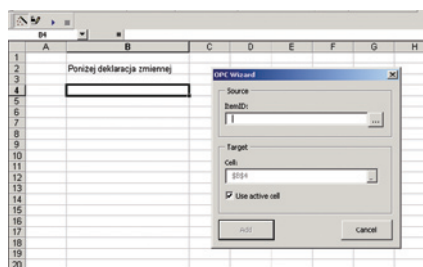 B4
A B C D E F G H
1
2 Ponizej deklaracja zmiennej
3
4
5
6
7
8
9
10
11
12
13
14
15
16
17
18
19
20
OPC Wizard
Source
ItemID:
...
Target
Cell:
$B$4
Use active cell
Add
Cancel